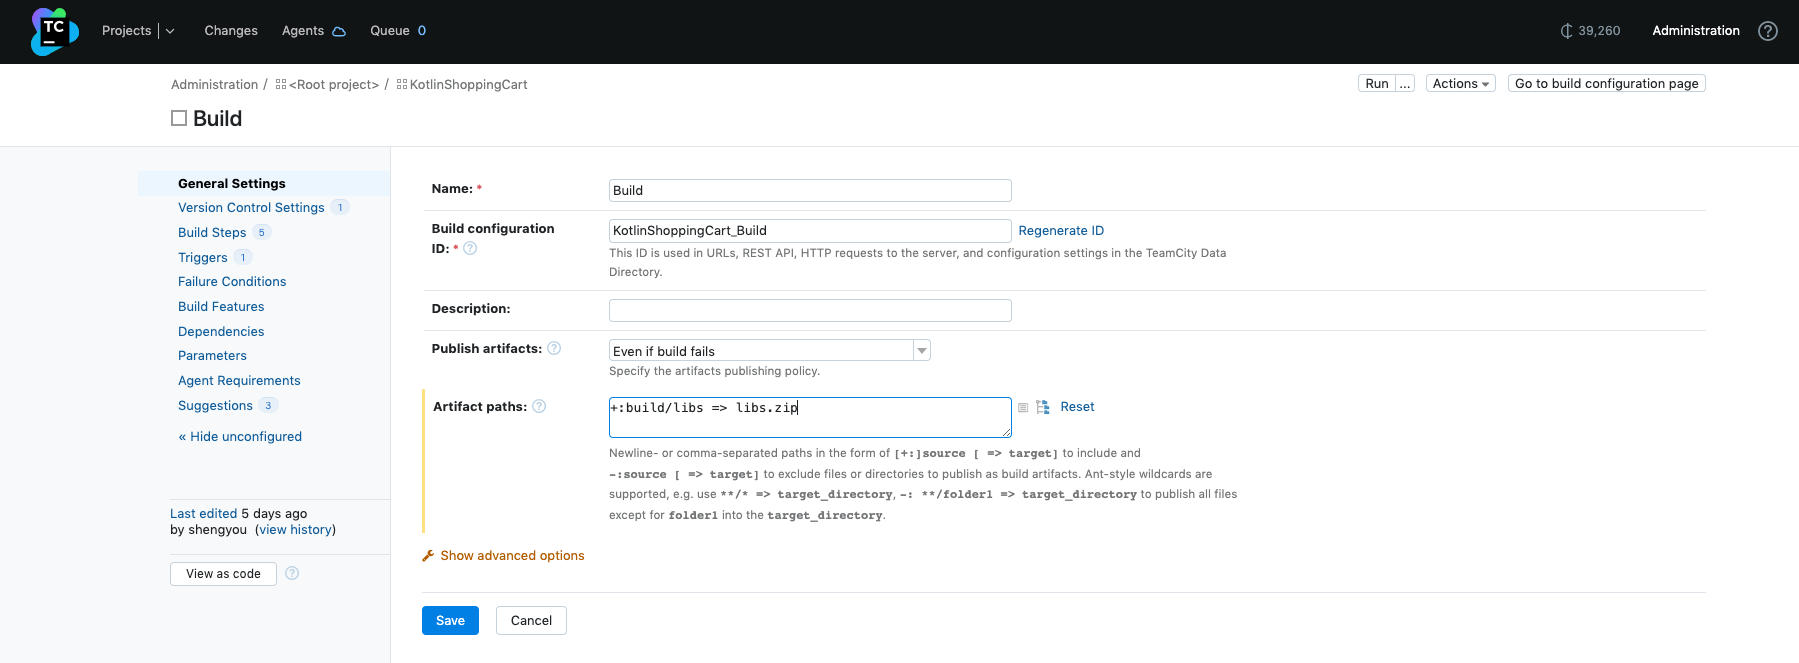 TC
Projects
Changes
Agents
Queue 0
39,260
Administration
Administration / <Root project> / KotlinShoppingCart
Run ...
Actions
Go to build configuration page
Build
General Settings
Version Control Settings 1
Build Steps 5
Triggers 1
Failure Conditions
Build Features
Dependencies
Parameters
Agent Requirements
Suggestions 3
« Hide unconfigured
Last edited 5 days ago
by shengyou (view history)
View as code ?
Name: *
Build
Build configuration
ID: * ?
KotlinShoppingCart_Build
Regenerate ID
This ID is used in URLs, REST API, HTTP requests to the server, and configuration settings in the TeamCity Data
Directory.
Description:
Publish artifacts: ?
Even if build fails
Specify the artifacts publishing policy.
Artifact paths: ?
+:build/libs => libs.zip
Reset
Newline- or comma-separated paths in the form of [+:]source [ => target] to include and
-:source [ => target] to exclude files or directories to publish as build artifacts. Ant-style wildcards are
supported, e.g. use **/* => target_directory, -: **/folder1 => target_directory to publish all files
except for folder1 into the target_directory.
Show advanced options
Save
Cancel